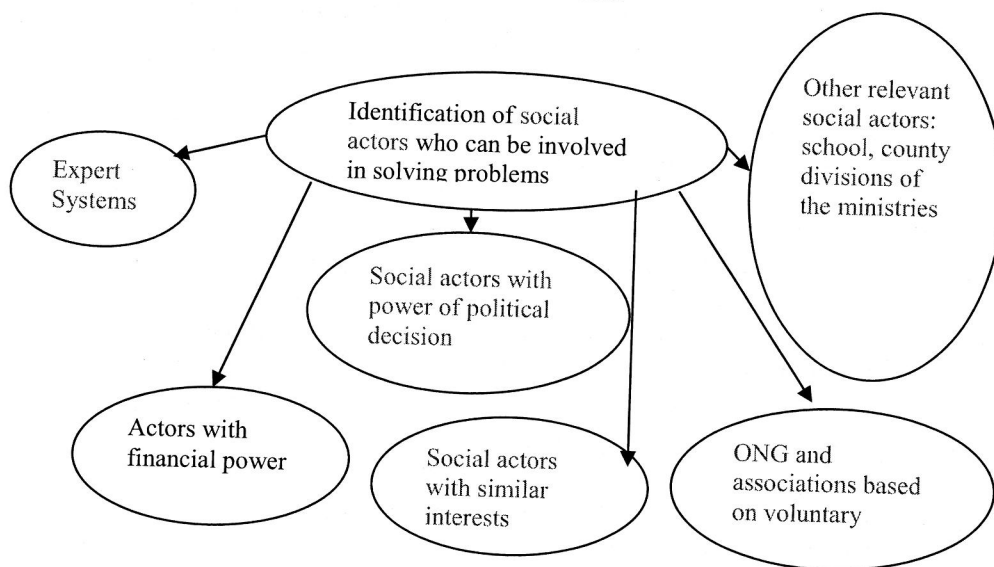 Identification of social
actors who can be involved
in solving problems
Other relevant
social actors:
school, county
divisions of
the ministries
Expert
Systems
Social actors with
power of political
decision
Actors with
financial power
Social actors
with similar
interests
ONG and
associations based
on voluntary